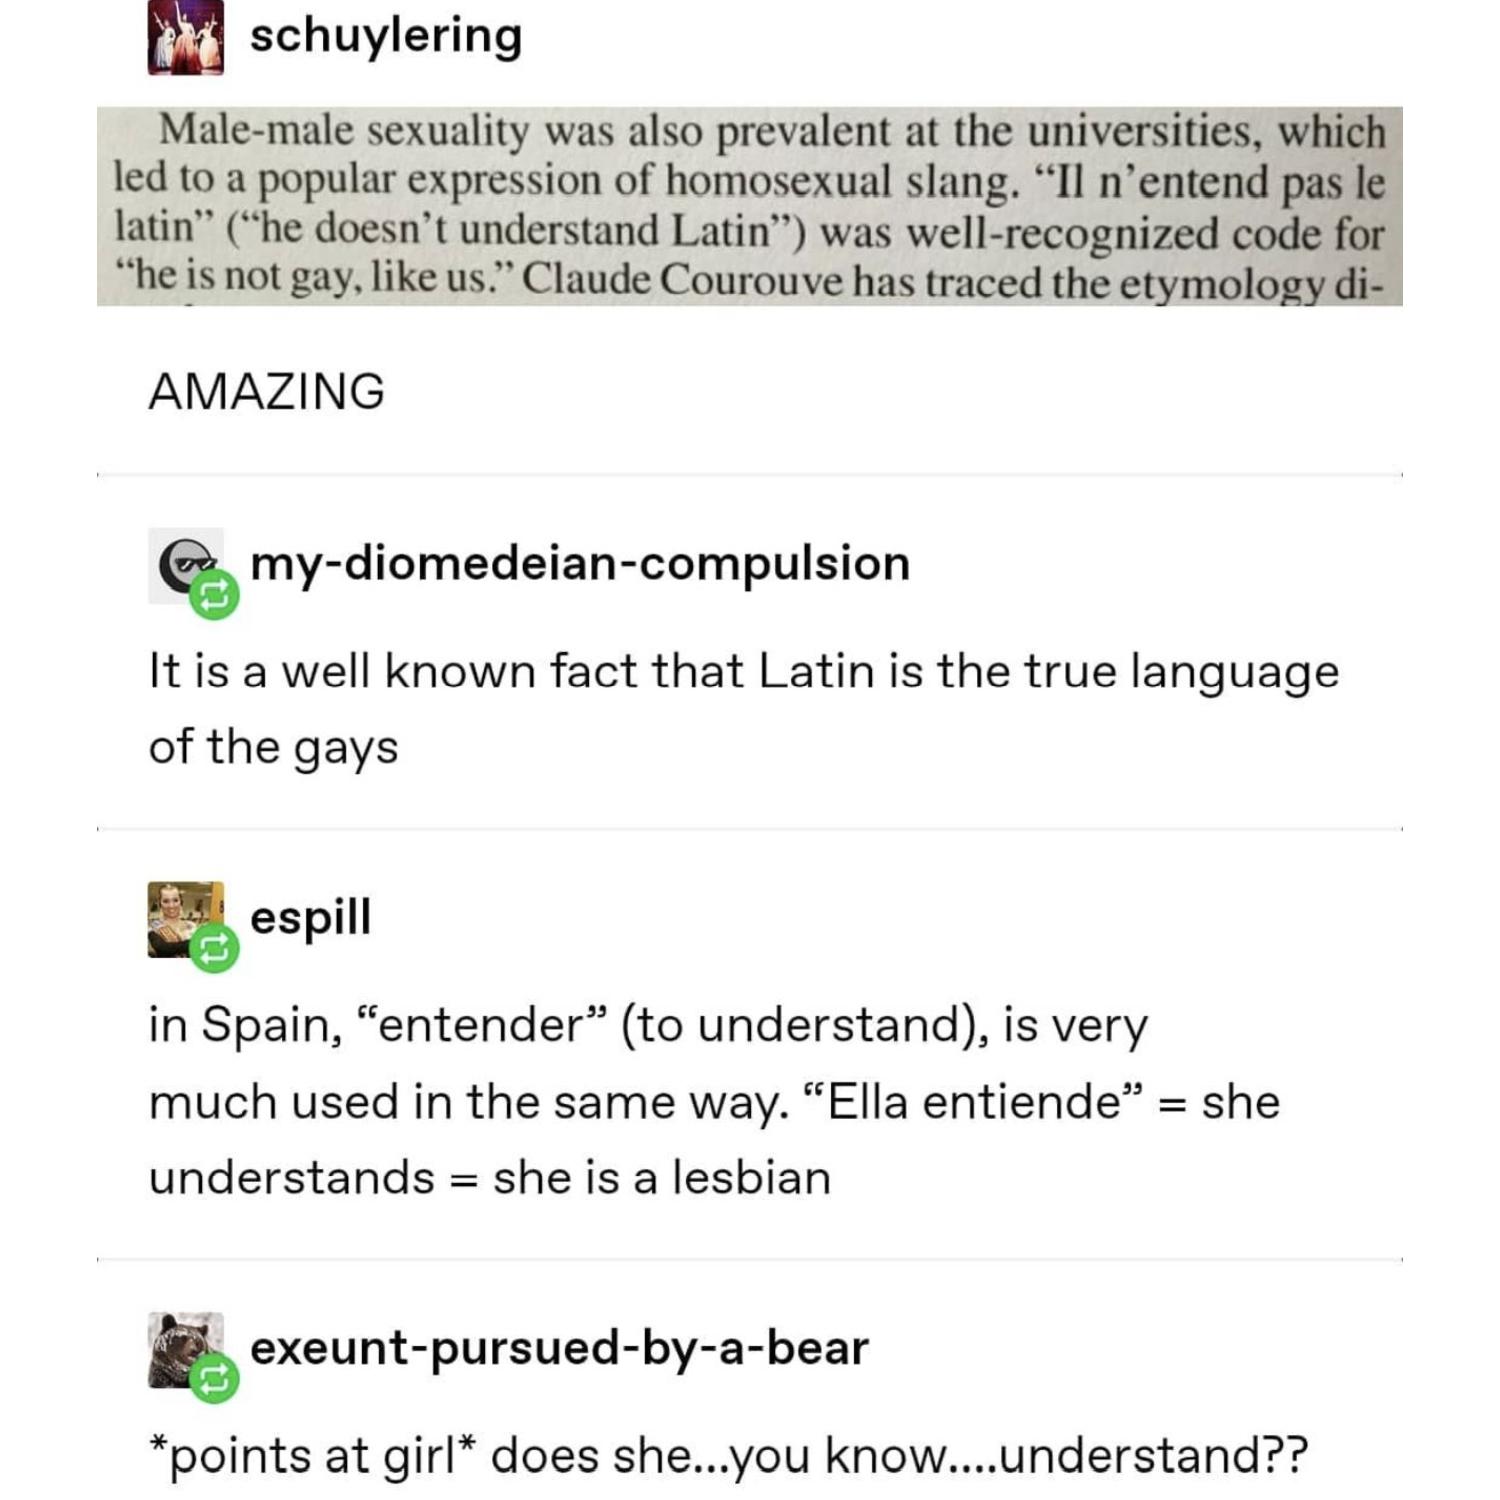 schuylering
Male-male sexuality was also prevalent at the universities, which
led to a popular expression of homosexual slang. “Il n’entend pas le
latin” (“he doesn’t understand Latin”) was well-recognized code for
“he is not gay, like us.” Claude Courouve has traced the etymology di-
AMAZING
my-diomedeian-compulsion
It is a well known fact that Latin is the true language
of the gays
espill
in Spain, “entender” (to understand), is very
much used in the same way. “Ella entiende” = she
understands = she is a lesbian
exeunt-pursued-by-a-bear
*points at girl* does she...you know....understand??